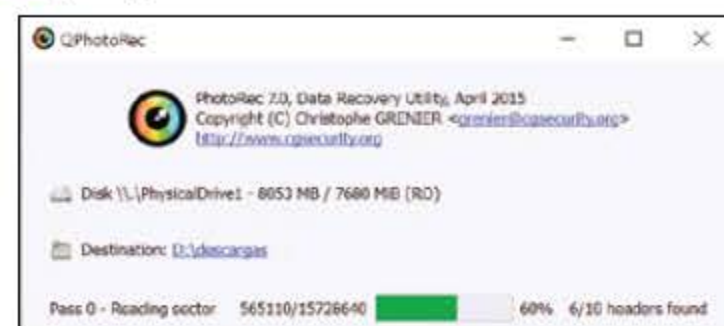 QPhotoRec
PhotoRec 7.0, Data Recovery Utility, April 2015
Copyright (C) Christophe GRENIER <grenier@cgsecurity.org>
http://www.cgsecurity.org
Disk \\.\PhysicalDrive1 - 8053 MB / 7680 MiB (RO)
Destination: D:\descargas
Pass 0 - Reading sector 565110/15728640 60% 6/10 headers found